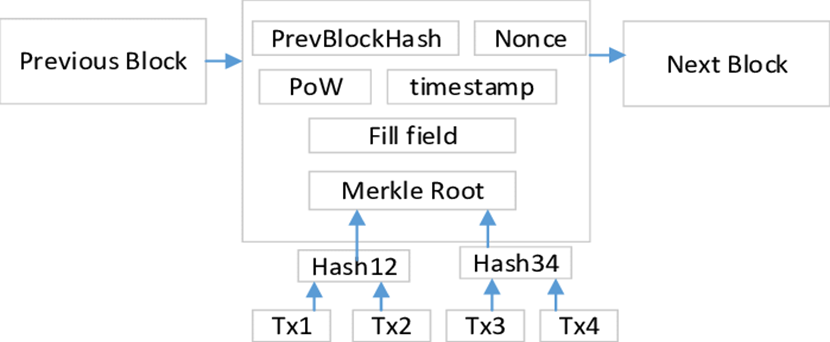 Previous Block
PrevBlockHash
Nonce
PoW
timestamp
Fill field
Merkle Root
Next Block
Hash12
Hash34
Tx1
Tx2
Tx3
Tx4